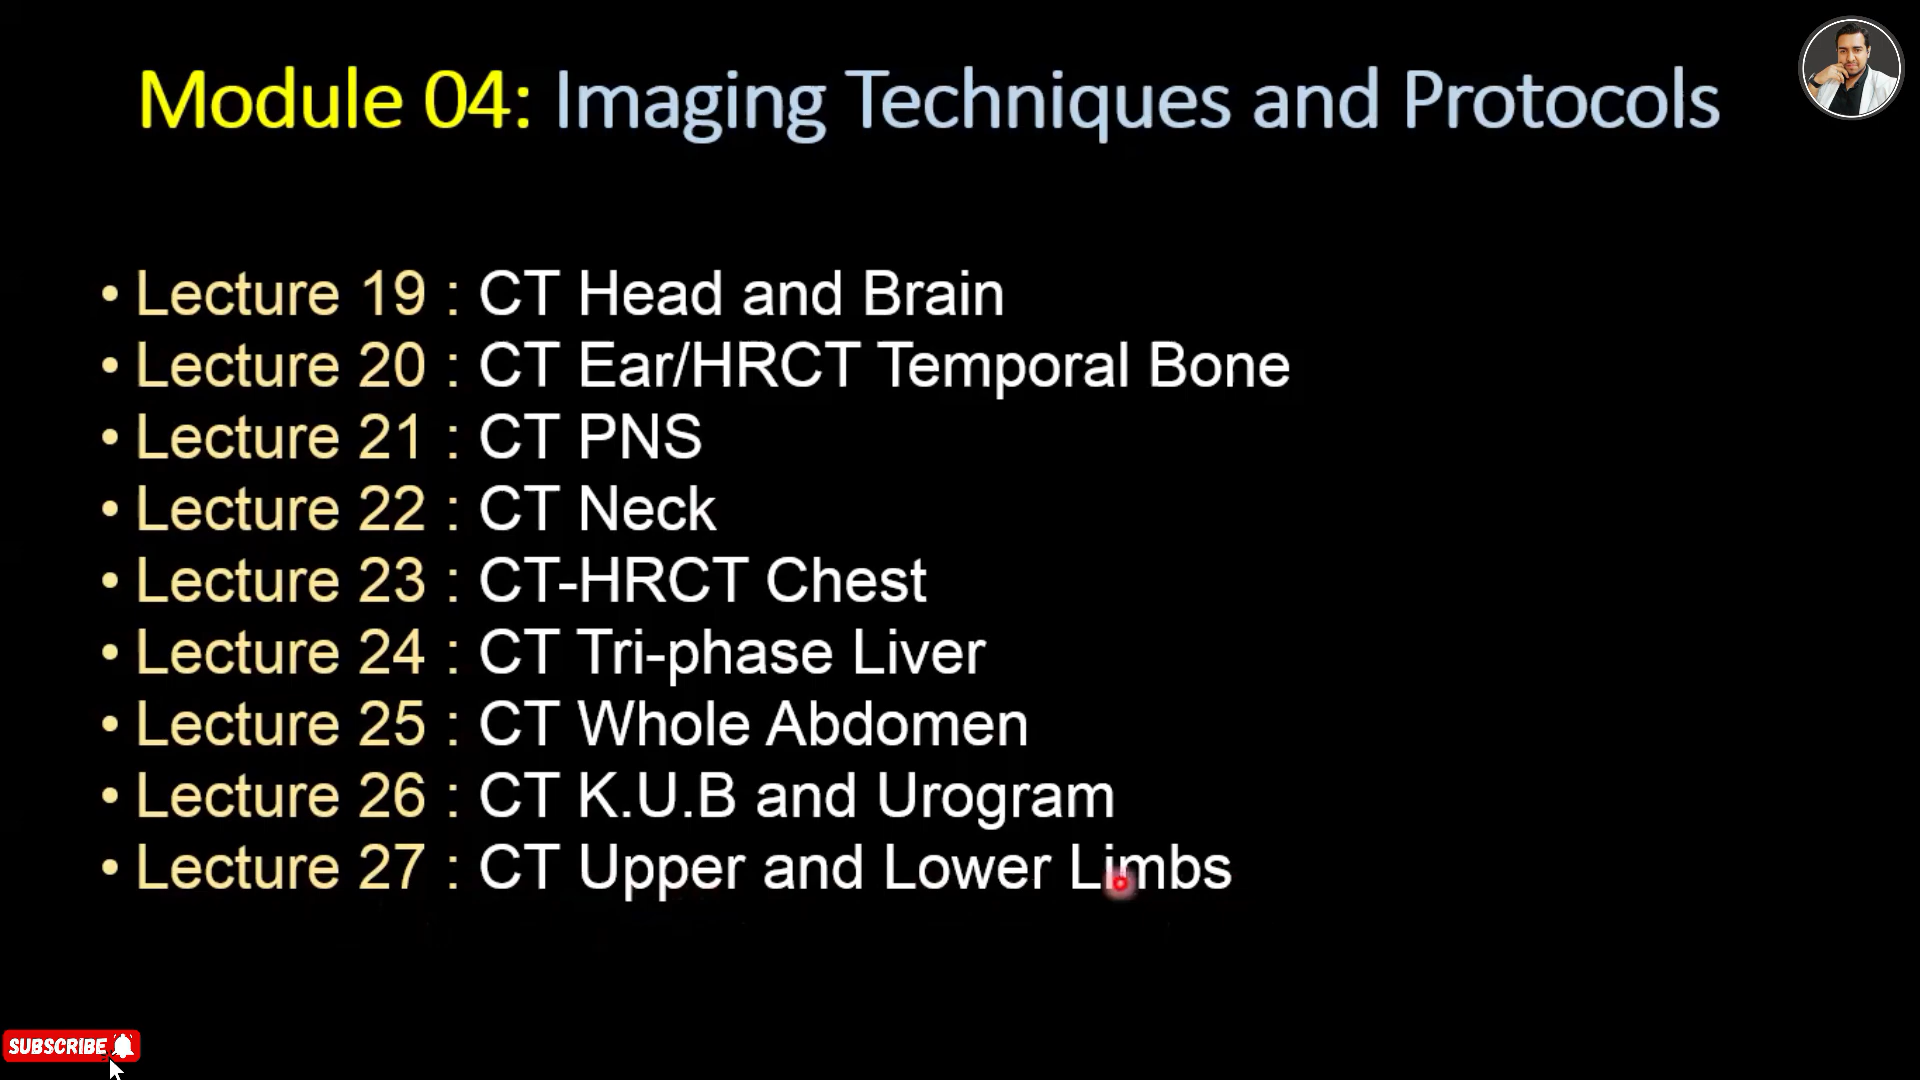 Module 04: Imaging Techniques and Protocols
• Lecture 19 : CT Head and Brain
• Lecture 20 : CT Ear/HRCT Temporal Bone
• Lecture 21 : CT PNS
• Lecture 22 : CT Neck
• Lecture 23 : CT-HRCT Chest
• Lecture 24 : CT Tri-phase Liver
• Lecture 25 : CT Whole Abdomen
• Lecture 26 : CT K.U.B and Urogram
• Lecture 27 : CT Upper and Lower Limbs
SUBSCRIBE